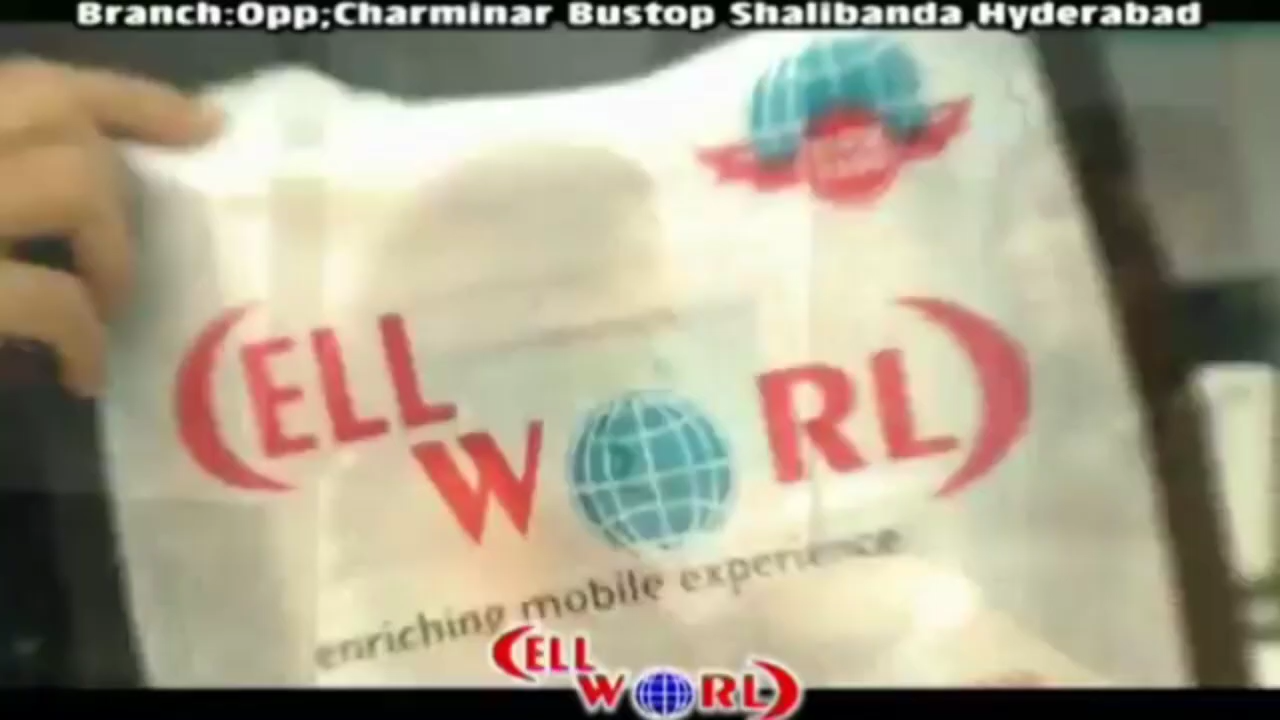 Branch:Opp;Charminar Bustop Shalibanda Hyderabad
CELL
WORLD
enriching mobile experience
CELL
WORLD